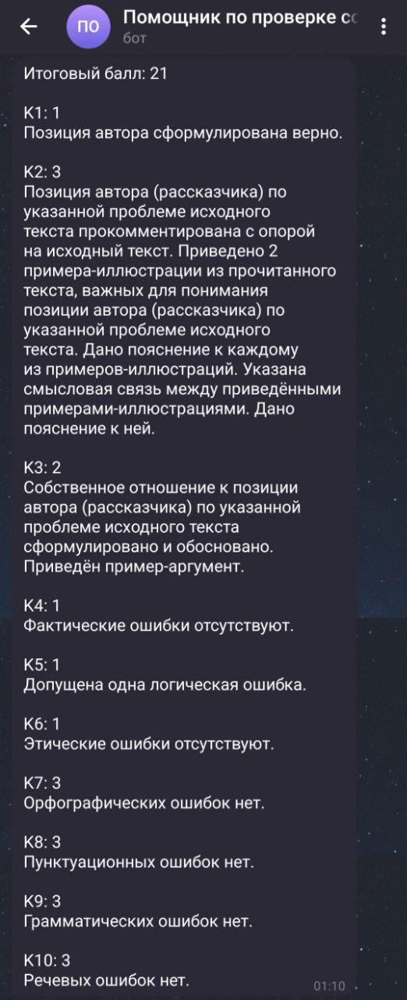 Помощник по проверке
ПО
бот
Итоговый балл: 21
К1: 1
Позиция автора сформулирована верно.
К2: 3
Позиция автора (рассказчика) по
указанной проблеме исходного
текста прокомментирована с опорой
на исходный текст. Приведено 2
примера-иллюстрации из прочитанного
текста, важных для понимания
позиции автора (рассказчика) по
указанной проблеме исходного
текста. Дано пояснение к каждому
из примеров-иллюстраций. Указана
смысловая связь между приведёнными
примерами-иллюстрациями. Дано
пояснение к ней.
К3: 2
Собственное отношение к позиции
автора (рассказчика) по указанной
проблеме исходного текста
сформулировано и обосновано.
Приведён пример-аргумент.
К4: 1
Фактические ошибки отсутствуют.
К5: 1
Допущена одна логическая ошибка.
К6: 1
Этические ошибки отсутствуют.
К7: 3
Орфографических ошибок нет.
К8: 3
Пунктуационных ошибок нет.
К9: 3
Грамматических ошибок нет.
К10: 3
Речевых ошибок нет.
01:10